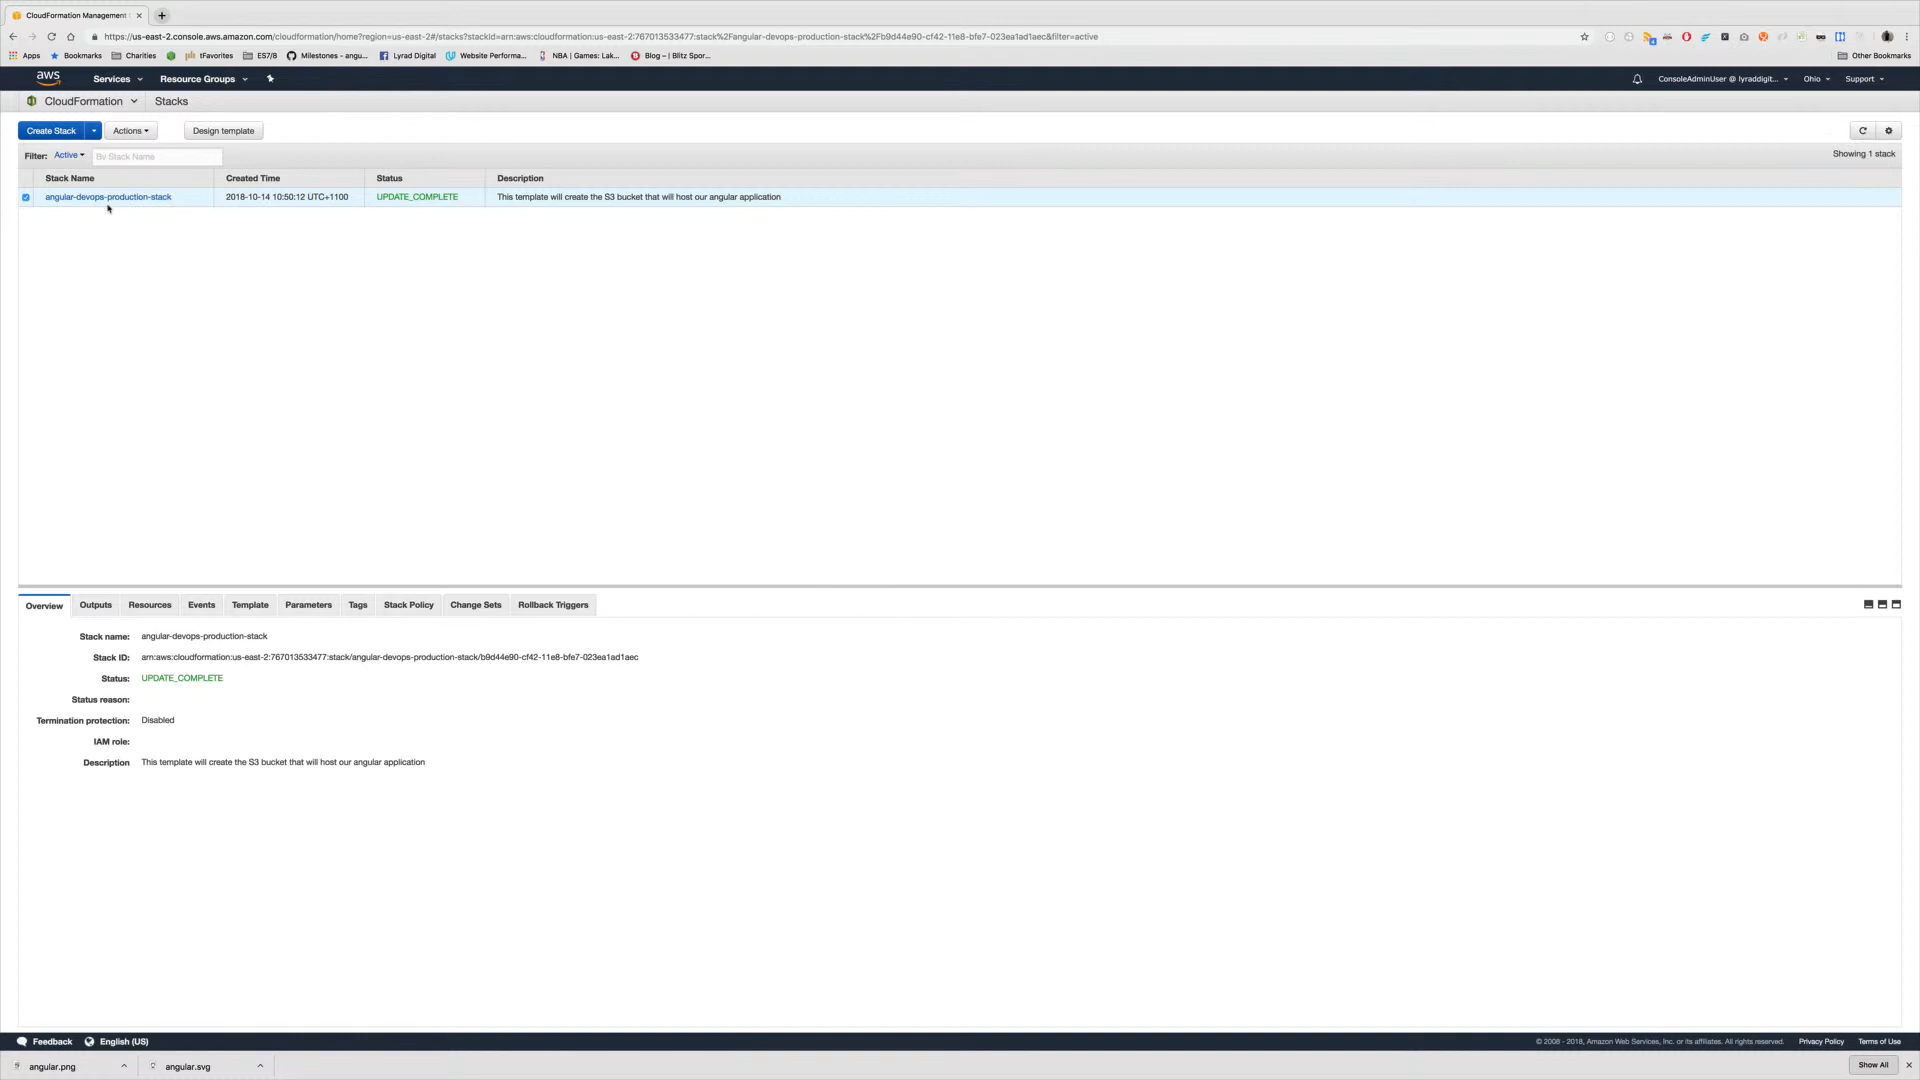 CloudFormation Management
https://us-east-2.console.aws.amazon.com/cloudformation/home?region=us-east-2#/stacks?stackId=arn:aws:cloudformation:us-east-2:767013533477:stack%2Fangular-devops-production-stack%2Fb9d44e90-cf42-11e8-bfe7-023ea1ad1aec&filter=active
Apps Bookmarks Charities tFavorites ES7/8 Milestones - angu... Lyrad Digital Website Performa... NBA | Games: Lak... Blog – | Blitz Spor... Other Bookmarks
aws Services Resource Groups ConsoleAdminUser @ lyraddigit... Ohio Support
CloudFormation Stacks
Create Stack Actions Design template
Filter: Active By Stack Name Showing 1 stack
Stack Name Created Time Status Description
angular-devops-production-stack 2018-10-14 10:50:12 UTC+1100 UPDATE_COMPLETE This template will create the S3 bucket that will host our angular application
Overview Outputs Resources Events Template Parameters Tags Stack Policy Change Sets Rollback Triggers
Stack name: angular-devops-production-stack
Stack ID: arn:aws:cloudformation:us-east-2:767013533477:stack/angular-devops-production-stack/b9d44e90-cf42-11e8-bfe7-023ea1ad1aec
Status: UPDATE_COMPLETE
Status reason:
Termination protection: Disabled
IAM role:
Description This template will create the S3 bucket that will host our angular application
Feedback English (US) © 2008 - 2018, Amazon Web Services, Inc. or its affiliates. All rights reserved. Privacy Policy Terms of Use
angular.png angular.svg Show All